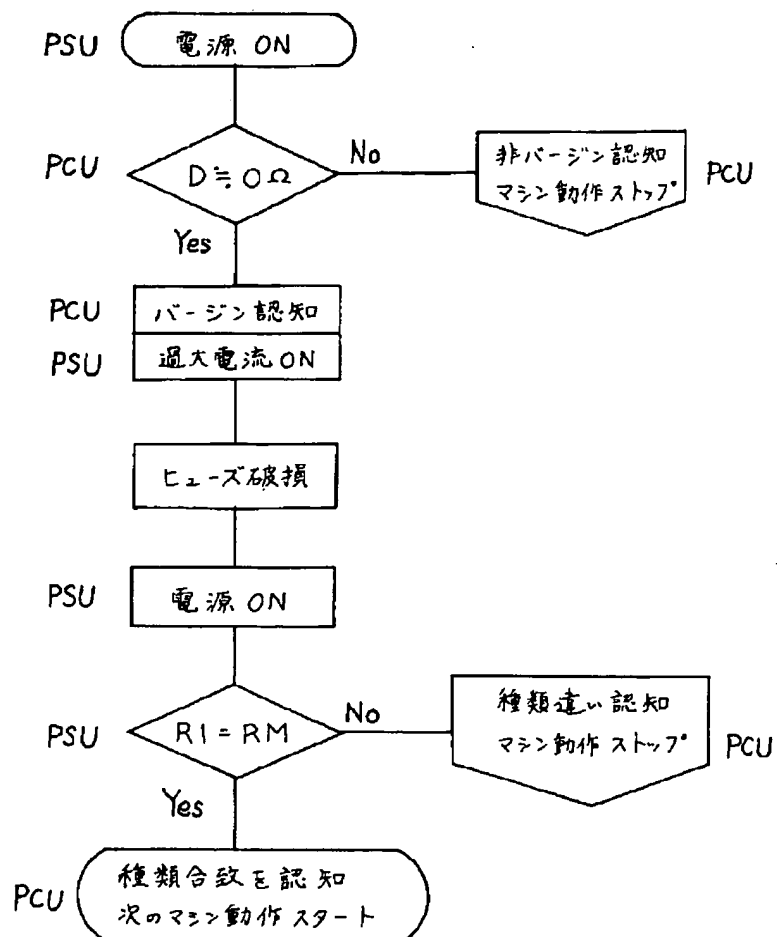 PSU
電源 ON
PCU
D≒0Ω
No
非バージン認知
マシン動作ストップ
PCU
Yes
PCU
バージン認知
PSU
過大電流ON
ヒューズ破損
PSU
電源 ON
PSU
R1=RM
No
種類違い認知
マシン動作ストップ
PCU
Yes
PCU
種類合致を認知
次のマシン動作スタート